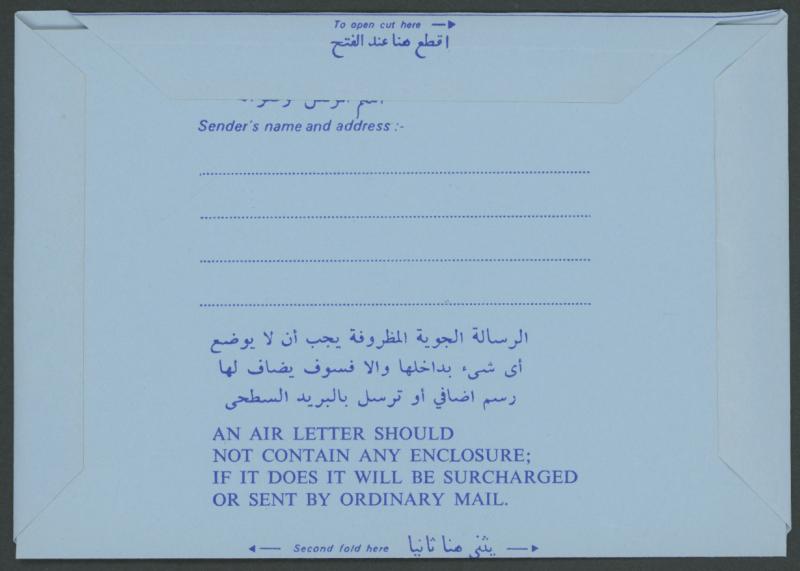 To open cut here
اقطع هنا عند الفتح
Sender's name and address :-
الرسالة الجوية المظروفة يجب أن لا يوضع
أى شىء بداخلها والا فسوف يضاف لها
رسم اضافي أو ترسل بالبريد السطحى
AN AIR LETTER SHOULD
NOT CONTAIN ANY ENCLOSURE;
IF IT DOES IT WILL BE SURCHARGED
OR SENT BY ORDINARY MAIL.
Second fold here يثنى هنا ثانيا